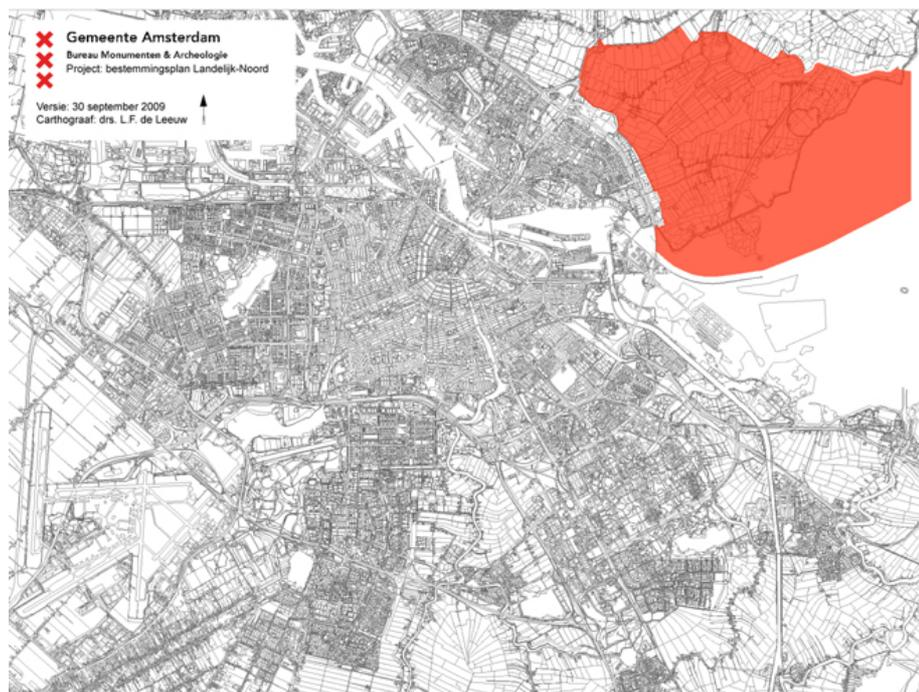 Gemeente Amsterdam
Bureau Monumenten & Archeologie
Project: bestemmingsplan Landelijk-Noord
Versie: 30 september 2009
Carthograaf: drs. L.F. de Leeuw